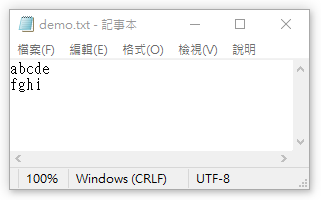 demo.txt - 記事本
檔案(F) 編輯(E) 格式(O) 檢視(V) 說明
abcde
fghi
100% Windows (CRLF) UTF-8